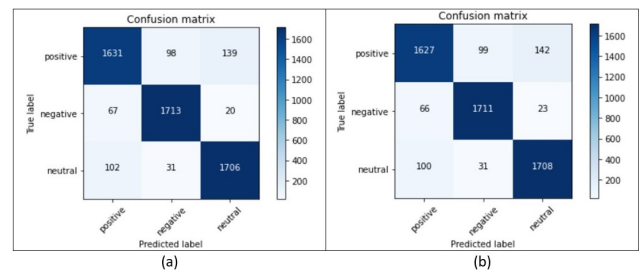 Confusion matrix
positive 1631 98 139
negative 67 1713 20
neutral 102 31 1706
positive negative neutral
Predicted label
True label
1600
1400
1200
1000
800
600
400
200
(a)
Confusion matrix
positive 1627 99 142
negative 66 1711 23
neutral 100 31 1708
positive negative neutral
Predicted label
True label
1600
1400
1200
1000
800
600
400
200
(b)